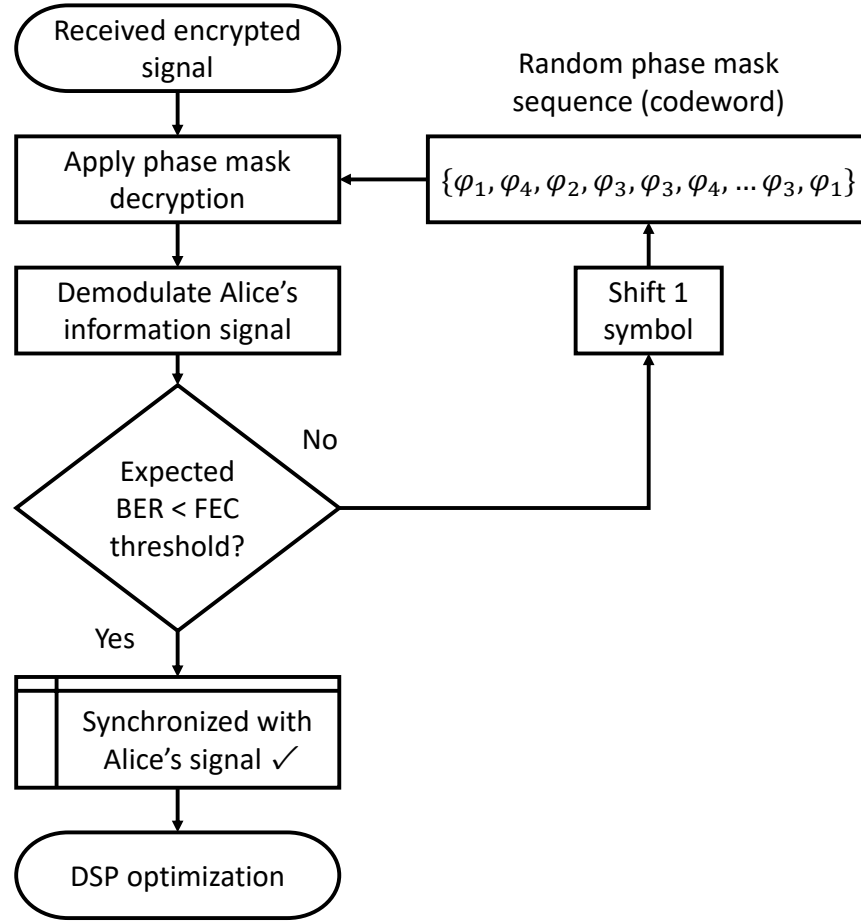 Received encrypted
signal
Random phase mask
sequence (codeword)
Apply phase mask
decryption
{φ₁, φ₄, φ₂, φ₃, φ₃, φ₄, … φ₃, φ₁}
Demodulate Alice’s
information signal
Shift 1
symbol
No
Expected
BER < FEC
threshold?
Yes
Synchronized with
Alice’s signal ✓
DSP optimization